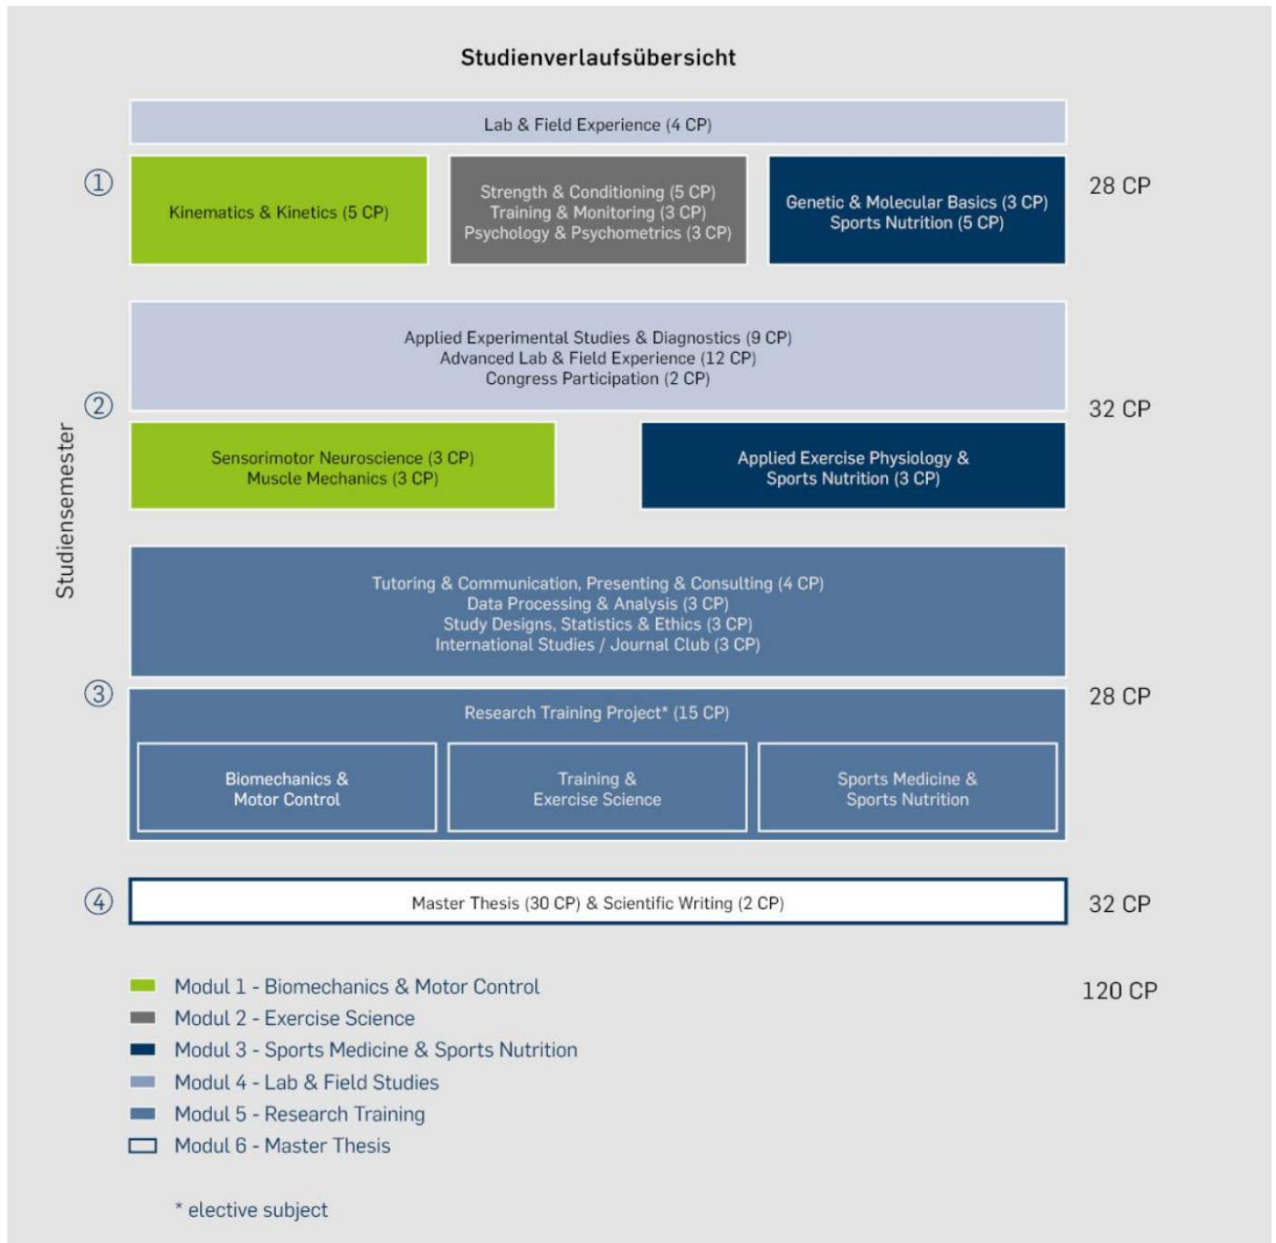 Studienverlaufsübersicht
Lab & Field Experience (4 CP)
①
Kinematics & Kinetics (5 CP)
Strength & Conditioning (5 CP)
Training & Monitoring (3 CP)
Psychology & Psychometrics (3 CP)
Genetic & Molecular Basics (3 CP)
Sports Nutrition (5 CP)
28 CP
Applied Experimental Studies & Diagnostics (9 CP)
Advanced Lab & Field Experience (12 CP)
Congress Participation (2 CP)
②
32 CP
Sensorimotor Neuroscience (3 CP)
Muscle Mechanics (3 CP)
Applied Exercise Physiology &
Sports Nutrition (3 CP)
Studiensemester
Tutoring & Communication, Presenting & Consulting (4 CP)
Data Processing & Analysis (3 CP)
Study Designs, Statistics & Ethics (3 CP)
International Studies / Journal Club (3 CP)
③
28 CP
Research Training Project* (15 CP)
Biomechanics &
Motor Control
Training &
Exercise Science
Sports Medicine &
Sports Nutrition
④
Master Thesis (30 CP) & Scientific Writing (2 CP)
32 CP
Modul 1 - Biomechanics & Motor Control
120 CP
Modul 2 - Exercise Science
Modul 3 - Sports Medicine & Sports Nutrition
Modul 4 - Lab & Field Studies
Modul 5 - Research Training
Modul 6 - Master Thesis
* elective subject